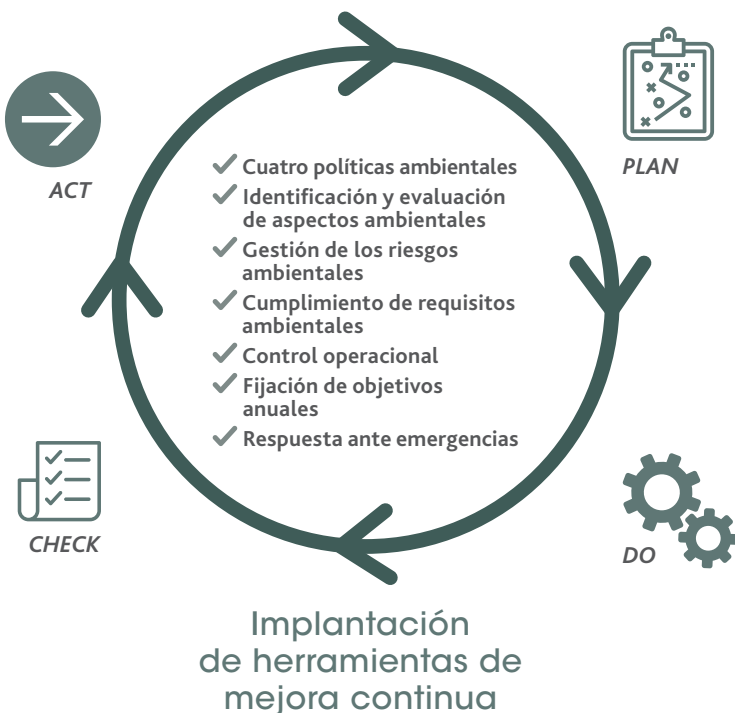 ACT
PLAN
Cuatro políticas ambientales
Identificación y evaluación
de aspectos ambientales
Gestión de los riesgos
ambientales
Cumplimiento de requisitos
ambientales
Control operacional
Fijación de objetivos
anuales
Respuesta ante emergencias
CHECK
DO
Implantación
de herramientas de
mejora continua